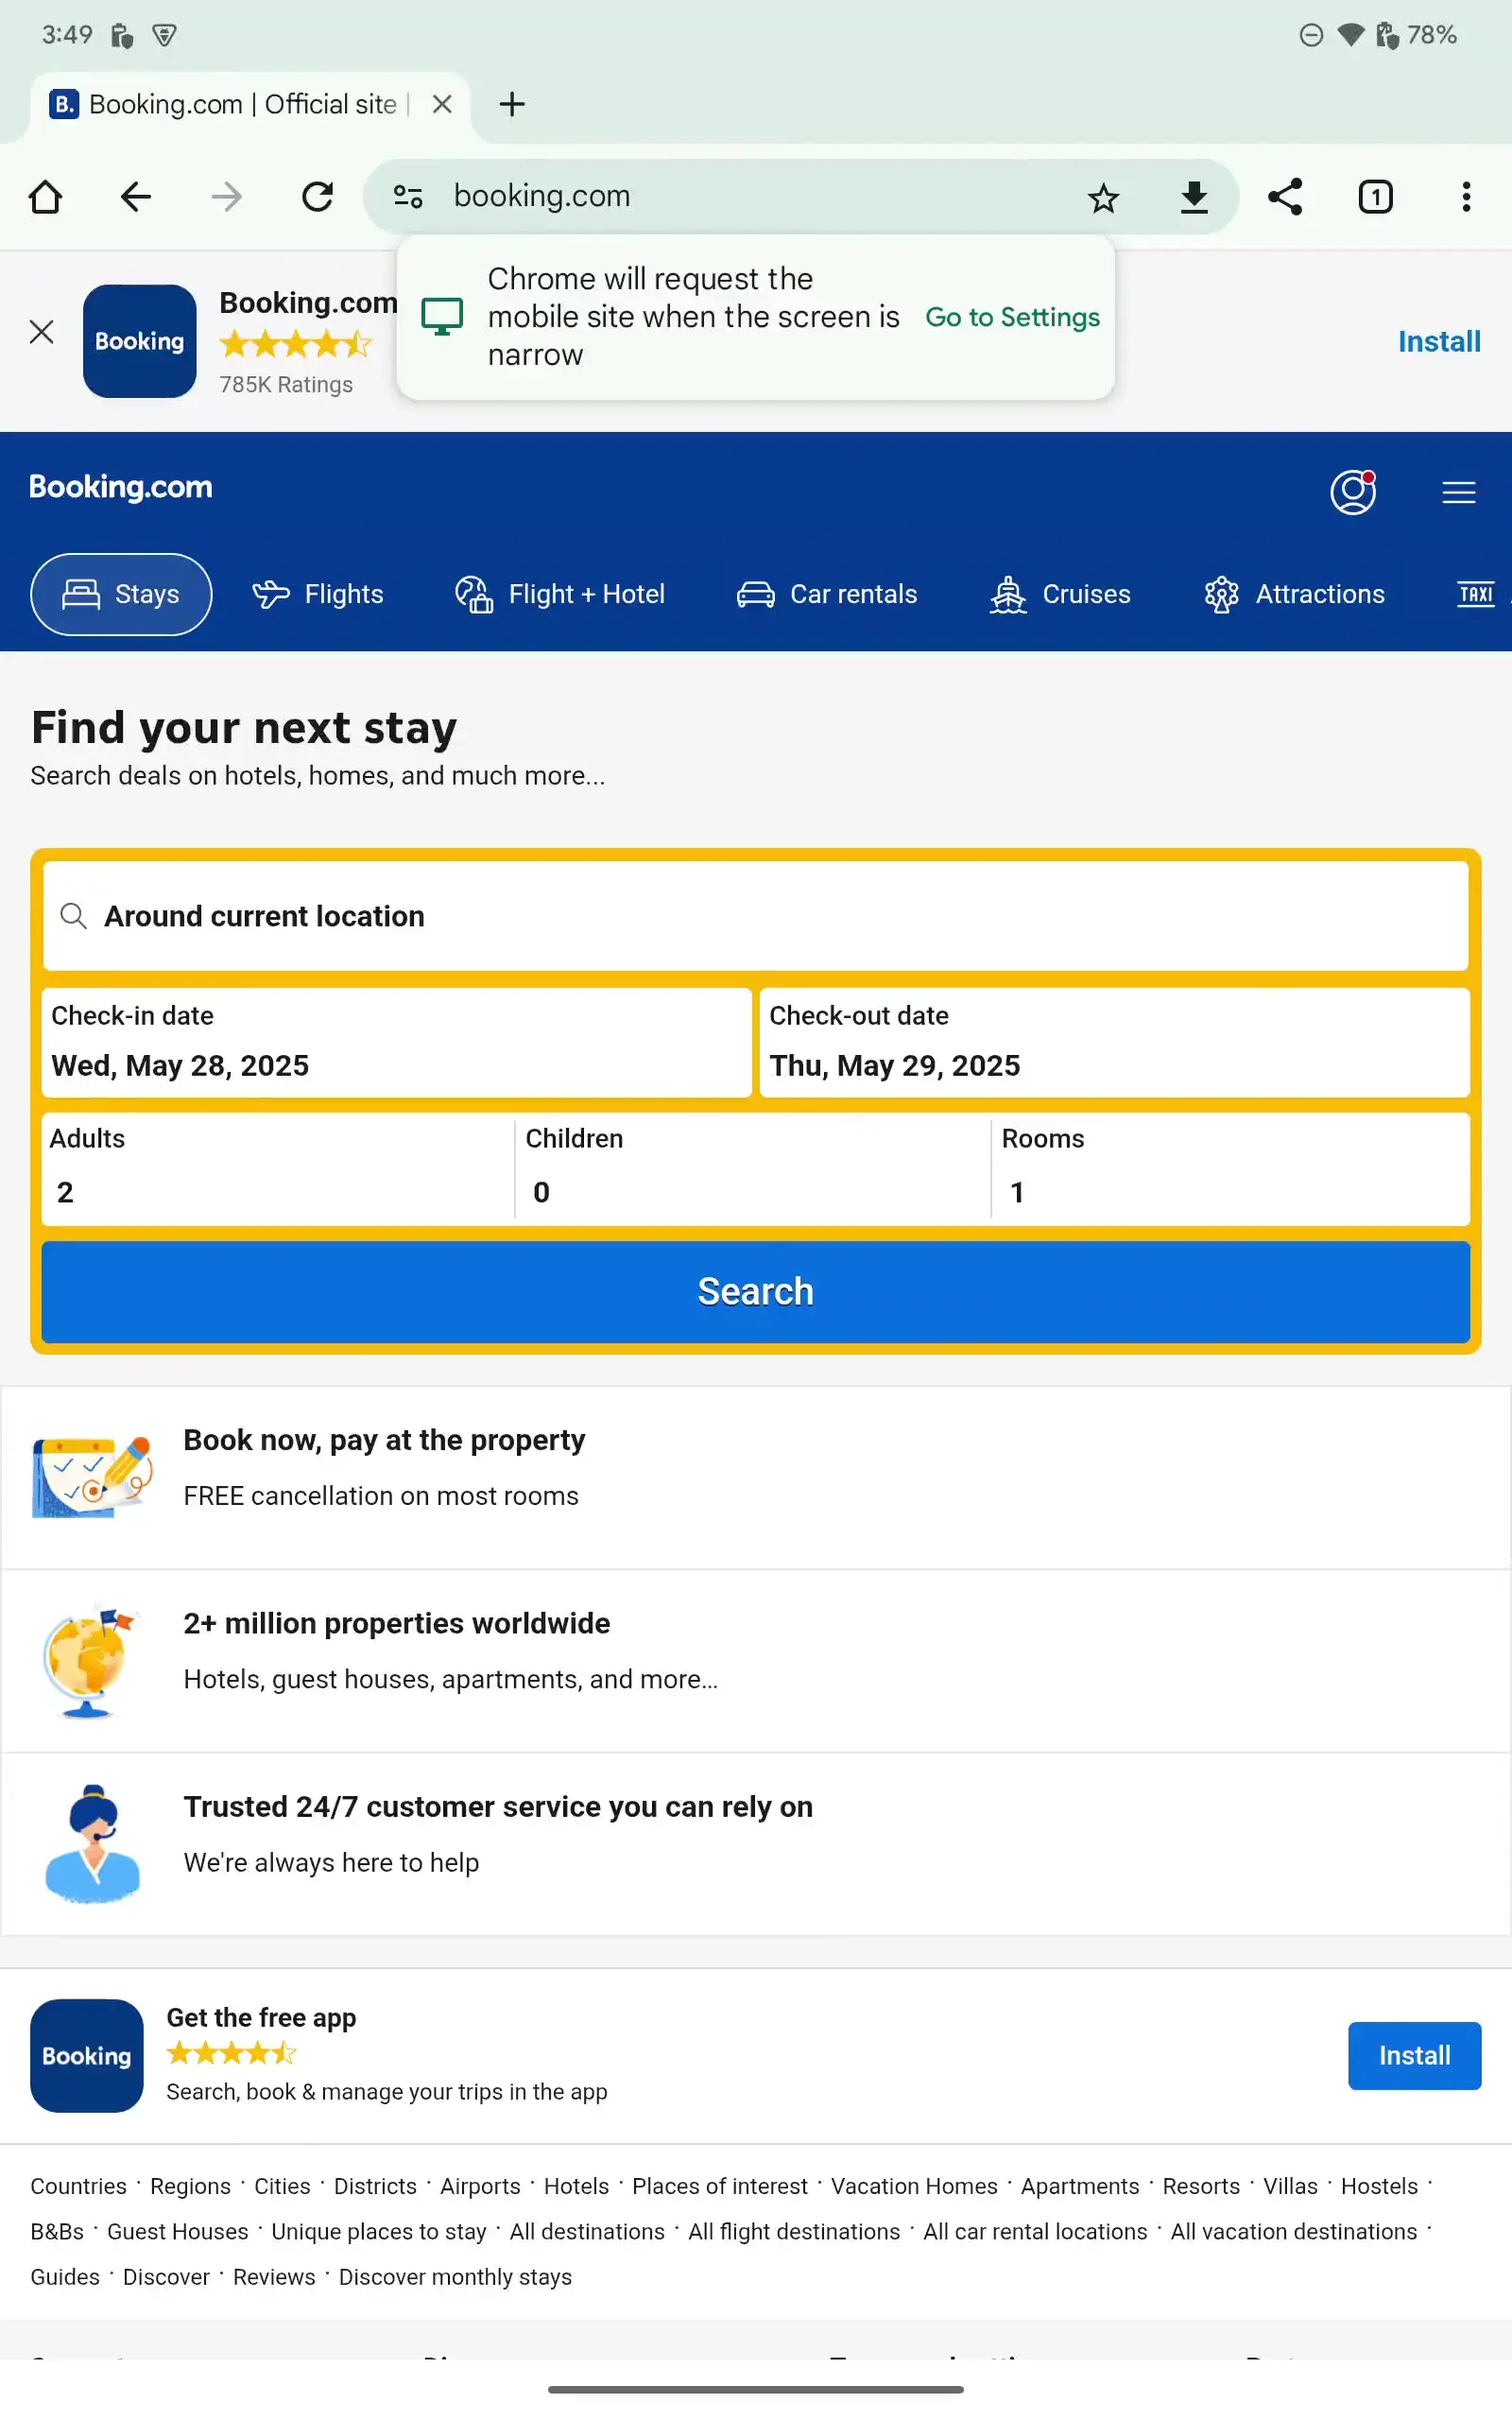 3:49
78%
B. Booking.com | Official site |
booking.com
1
Chrome will request the
mobile site when the screen is
narrow
Go to Settings
Booking
Booking.com
785K Ratings
Install
Booking.com
Stays
Flights
Flight + Hotel
Car rentals
Cruises
Attractions
TAXI
Find your next stay
Search deals on hotels, homes, and much more...
Around current location
Check-in date
Wed, May 28, 2025
Check-out date
Thu, May 29, 2025
Adults
2
Children
0
Rooms
1
Search
Book now, pay at the property
FREE cancellation on most rooms
2+ million properties worldwide
Hotels, guest houses, apartments, and more…
Trusted 24/7 customer service you can rely on
We're always here to help
Booking
Get the free app
Search, book & manage your trips in the app
Install
Countries · Regions · Cities · Districts · Airports · Hotels · Places of interest · Vacation Homes · Apartments · Resorts · Villas · Hostels ·
B&Bs · Guest Houses · Unique places to stay · All destinations · All flight destinations · All car rental locations · All vacation destinations ·
Guides · Discover · Reviews · Discover monthly stays